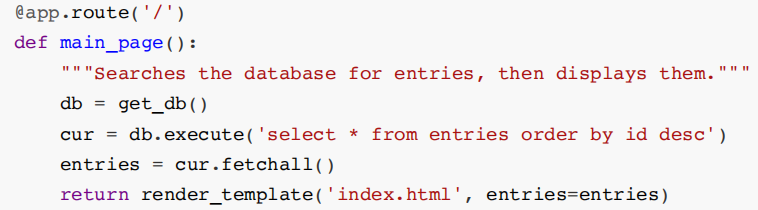 @app.route('/')
def main_page():
    """Searches the database for entries, then displays them."""
    db = get_db()
    cur = db.execute('select * from entries order by id desc')
    entries = cur.fetchall()
    return render_template('index.html', entries=entries)